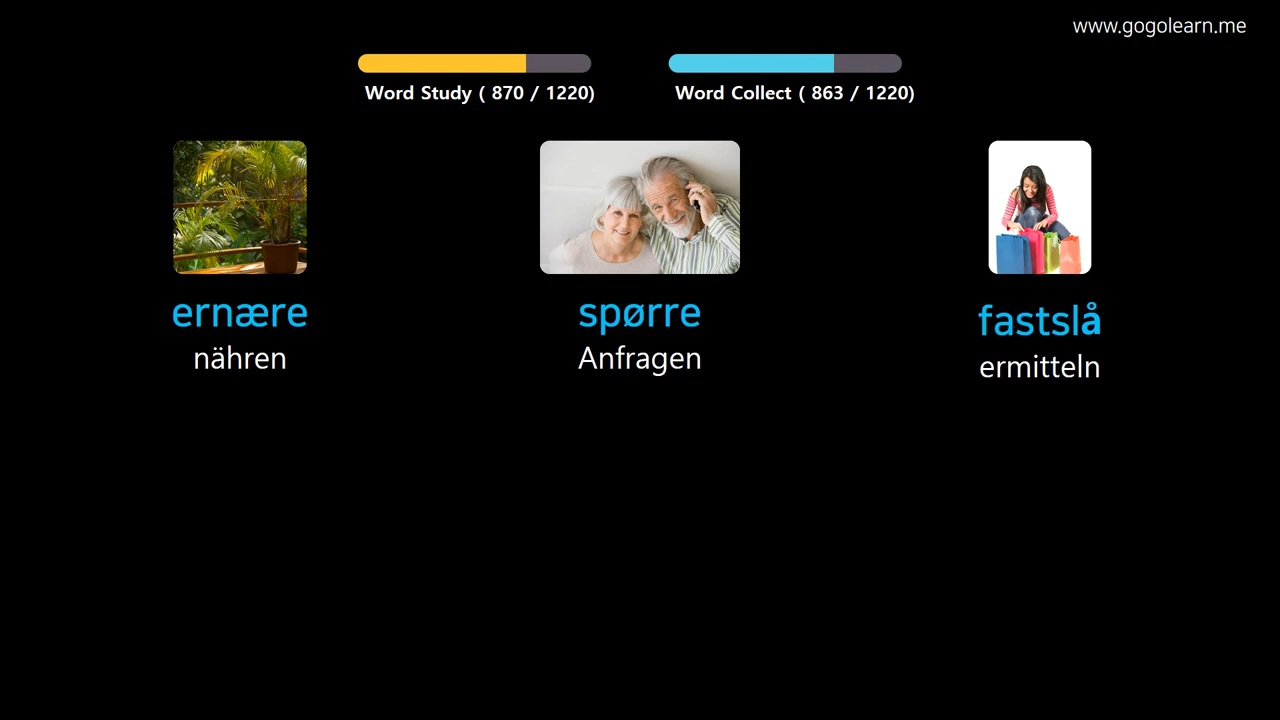 www.gogolearn.me
Word Study ( 870 / 1220)
Word Collect ( 863 / 1220)
ernære
nähren
spørre
Anfragen
fastslå
ermitteln